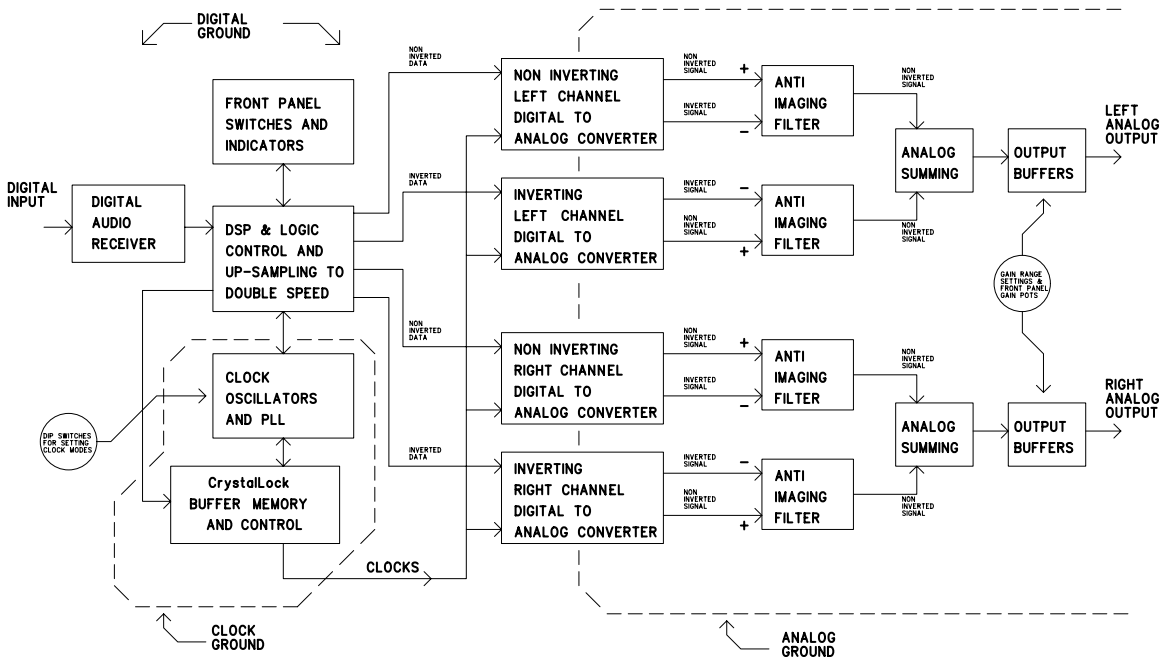 DIGITAL
GROUND
NON
INVERTED
DATA
NON INVERTING
LEFT CHANNEL
DIGITAL TO
ANALOG CONVERTER
NON
INVERTED
SIGNAL
+
INVERTED
SIGNAL
-
ANTI
IMAGING
FILTER
NON
INVERTED
SIGNAL
FRONT PANEL
SWITCHES AND
INDICATORS
LEFT
ANALOG
OUTPUT
ANALOG
SUMMING
OUTPUT
BUFFERS
DIGITAL
INPUT
DIGITAL
AUDIO
RECEIVER
DSP & LOGIC
CONTROL AND
UP-SAMPLING TO
DOUBLE SPEED
INVERTED
DATA
INVERTING
LEFT CHANNEL
DIGITAL TO
ANALOG CONVERTER
INVERTED
SIGNAL
-
NON
INVERTED
SIGNAL
+
ANTI
IMAGING
FILTER
NON
INVERTED
SIGNAL
GAIN RANGE
SETTINGS &
FRONT PANEL
GAIN POTS
NON
INVERTED
DATA
NON INVERTING
RIGHT CHANNEL
DIGITAL TO
ANALOG CONVERTER
NON
INVERTED
SIGNAL
+
INVERTED
SIGNAL
-
ANTI
IMAGING
FILTER
NON
INVERTED
SIGNAL
CLOCK
OSCILLATORS
AND PLL
DIP SWITCHES
FOR SETTING
CLOCK MODES
RIGHT
ANALOG
OUTPUT
ANALOG
SUMMING
OUTPUT
BUFFERS
INVERTED
DATA
INVERTING
RIGHT CHANNEL
DIGITAL TO
ANALOG CONVERTER
INVERTED
SIGNAL
-
NON
INVERTED
SIGNAL
+
ANTI
IMAGING
FILTER
NON
INVERTED
SIGNAL
CrystalLock
BUFFER MEMORY
AND CONTROL
CLOCKS
CLOCK
GROUND
ANALOG
GROUND